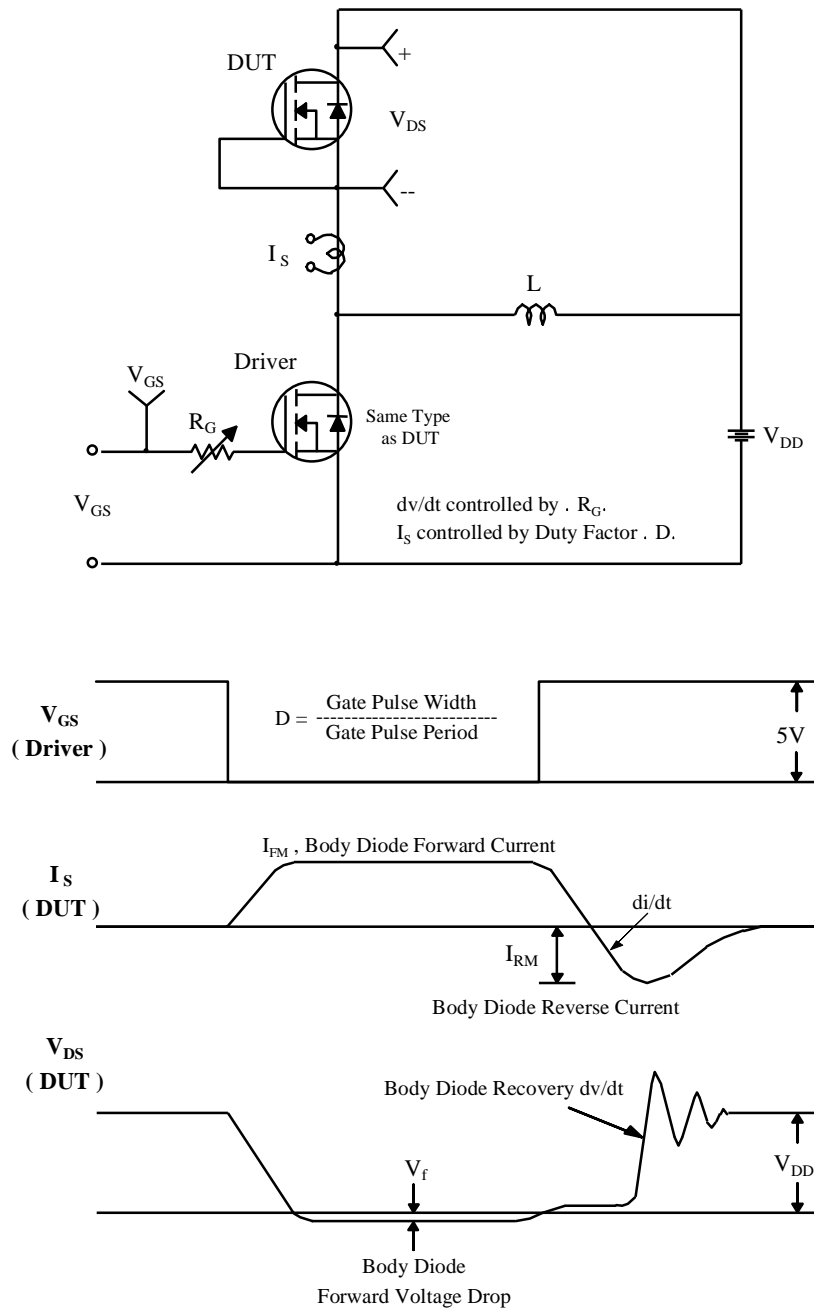 DUT
+
V_DS
--
I_S
L
Driver
V_GS
R_G
Same Type
as DUT
V_DD
V_GS
dv/dt controlled by . R_G.
I_S controlled by Duty Factor . D.
V_GS
( Driver )
D = Gate Pulse Width
--------------------------
Gate Pulse Period
5V
I_FM , Body Diode Forward Current
I_S
( DUT )
di/dt
I_RM
Body Diode Reverse Current
V_DS
( DUT )
Body Diode Recovery dv/dt
V_f
V_DD
Body Diode
Forward Voltage Drop